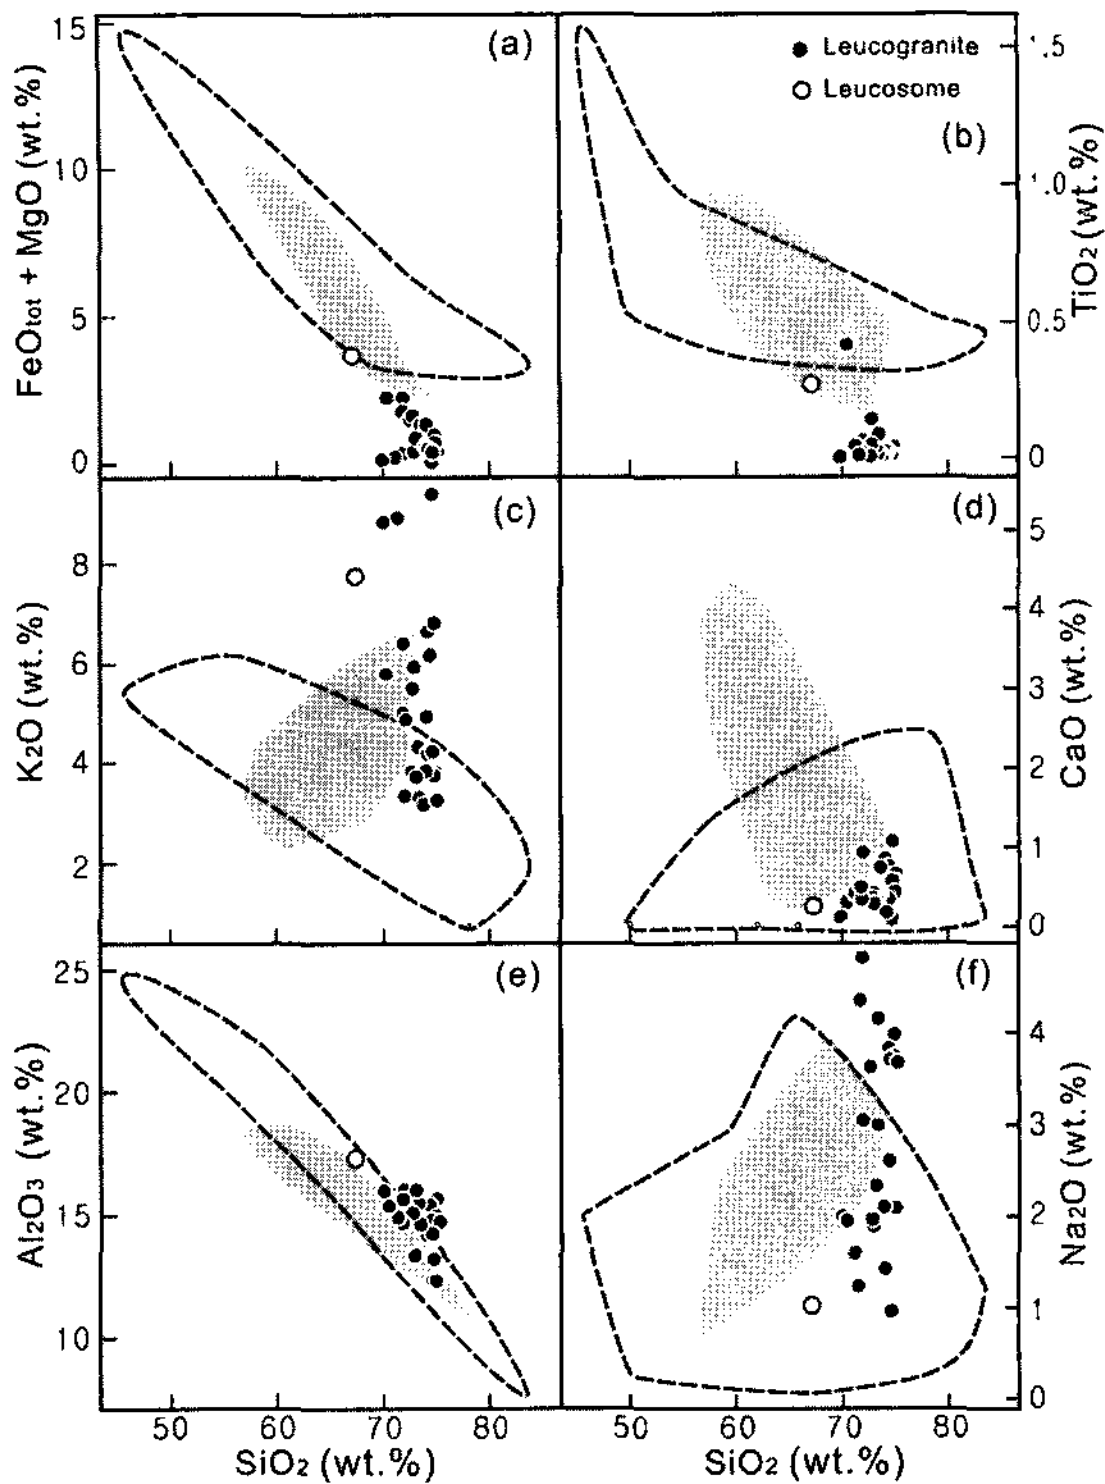 (a)
15
10
5
0
FeOtot + MgO (wt.%)
Leucogranite
Leucosome
(b)
1.5
1.0
0.5
0
TiO2 (wt.%)
(c)
8
6
4
2
K2O (wt.%)
(d)
5
4
3
2
1
0
CaO (wt.%)
(e)
25
20
15
10
Al2O3 (wt.%)
(f)
4
3
2
1
0
Na2O (wt.%)
50 60 70 80
SiO2 (wt.%)
50 60 70 80
SiO2 (wt.%)